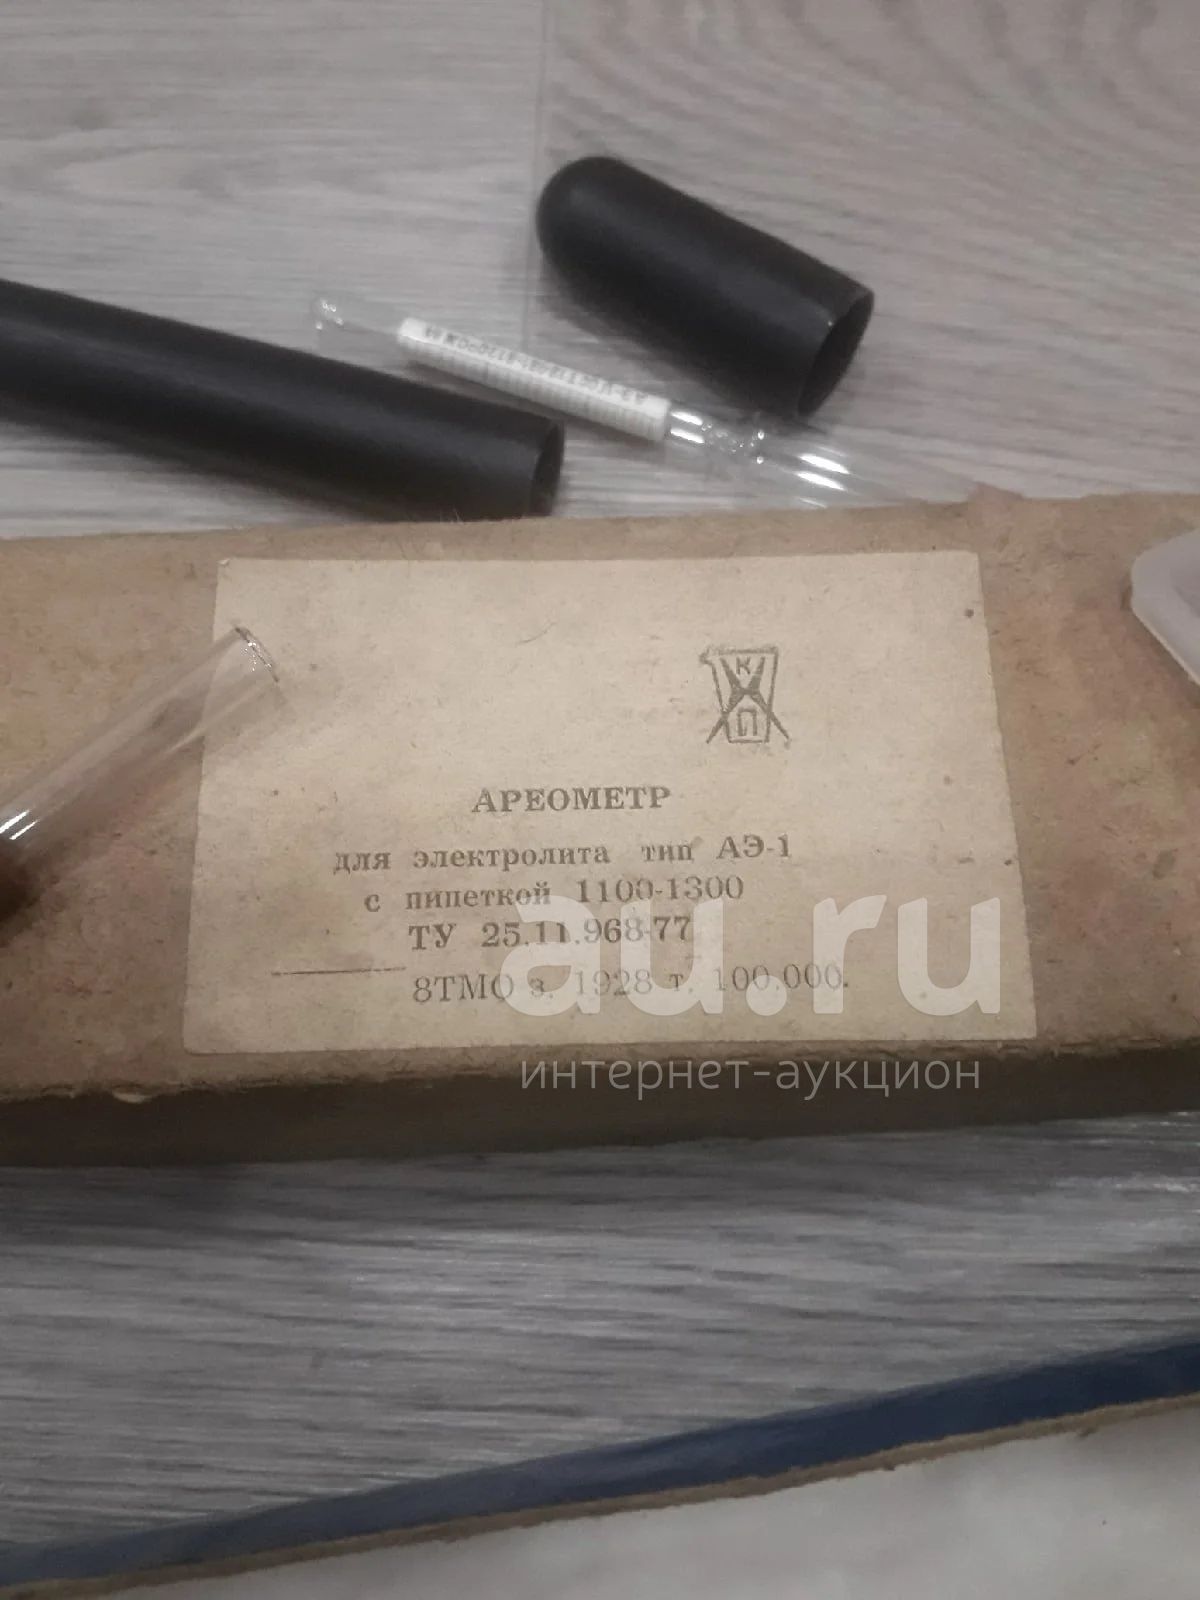 К
П
АРЕОМЕТР
для электролита тип АЭ-1
с пипеткой 1100-1300
ТУ 25.11.968-77
8ТМО з. 1928 т. 100.000.
au.ru
интернет-аукцион